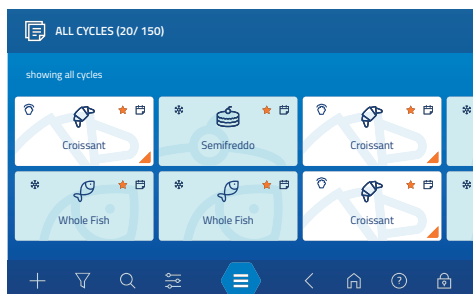 ALL CYCLES (20/ 150)
showing all cycles
Croissant
Semifreddo
Croissant
Whole Fish
Whole Fish
Croissant
?